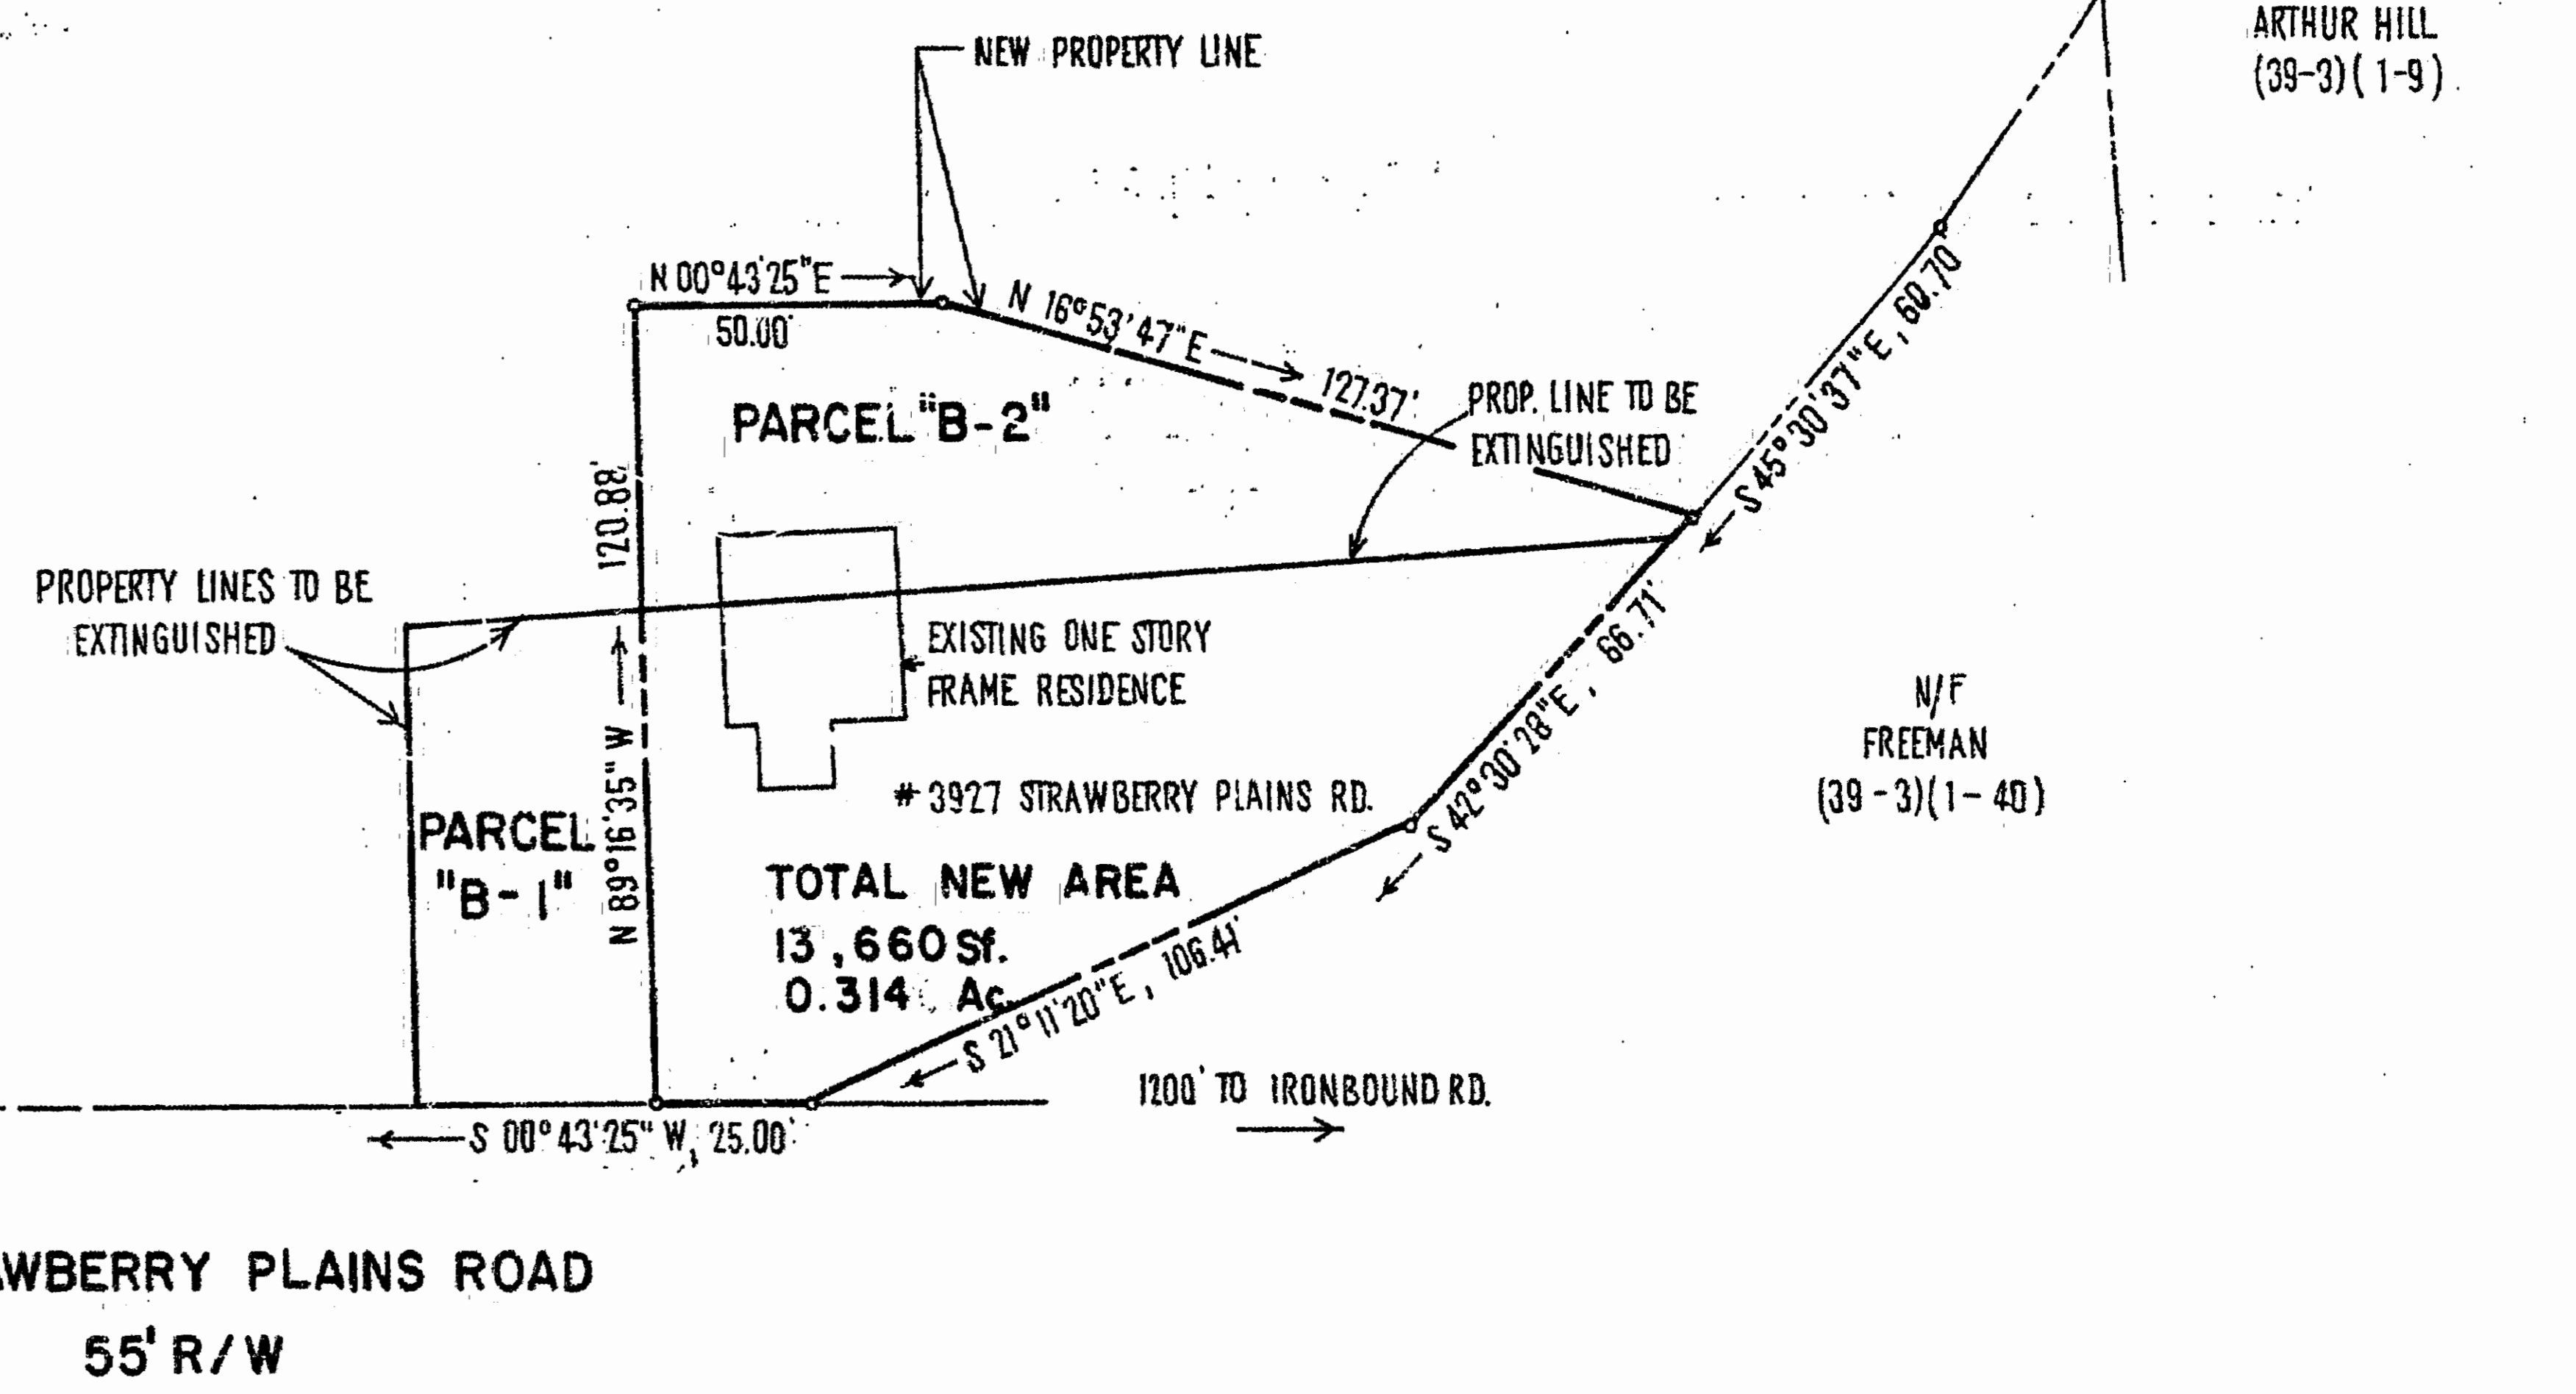 ARTHUR HILL
(39-3)(1-9)
NEW PROPERTY LINE
N 00°43'25"E
50.00'
N 16°53'47"E
127.37'
PROP. LINE TO BE
EXTINGUISHED
S 45°30'37"E, 60.70'
PARCEL "B-2"
120.88'
N 89°16'35" W
PROPERTY LINES TO BE
EXTINGUISHED
EXISTING ONE STORY
FRAME RESIDENCE
S 42°30'28"E, 66.71'
N/F
FREEMAN
(39-3)(1-40)
# 3927 STRAWBERRY PLAINS RD.
PARCEL
"B-1"
TOTAL NEW AREA
13,660 Sf.
0.314 Ac.
S 21°11'20"E, 106.41'
1200' TO IRONBOUND RD.
S 00°43'25" W, 25.00'
AWBERRY PLAINS ROAD
55' R/W